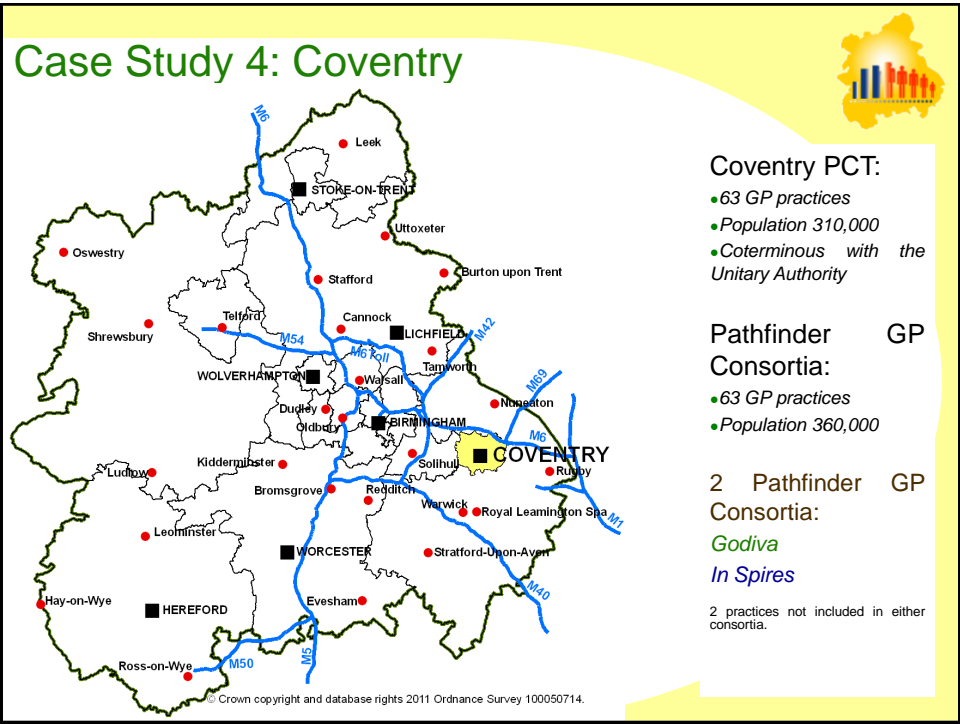 Case Study 4: Coventry
M6
Leek
STOKE-ON-TRENT
Uttoxeter
Oswestry
Burton upon Trent
Stafford
Telford
Cannock
Shrewsbury
M54
LICHFIELD
M42
M6 Toll
Tamworth
WOLVERHAMPTON
Walsall
M69
Dudley
Nuneaton
Oldbury
BIRMINGHAM
M6
COVENTRY
Ludlow
Kidderminster
Solihull
Rugby
Bromsgrove
Redditch
Warwick
Royal Leamington Spa
M1
Leominster
WORCESTER
Stratford-Upon-Avon
M40
Hay-on-Wye
HEREFORD
Evesham
Ross-on-Wye
M50
M5
© Crown copyright and database rights 2011 Ordnance Survey 100050714.
Coventry PCT:
•63 GP practices
•Population 310,000
•Coterminous with the
Unitary Authority
Pathfinder GP
Consortia:
•63 GP practices
•Population 360,000
2 Pathfinder GP
Consortia:
Godiva
In Spires
2 practices not included in either
consortia.